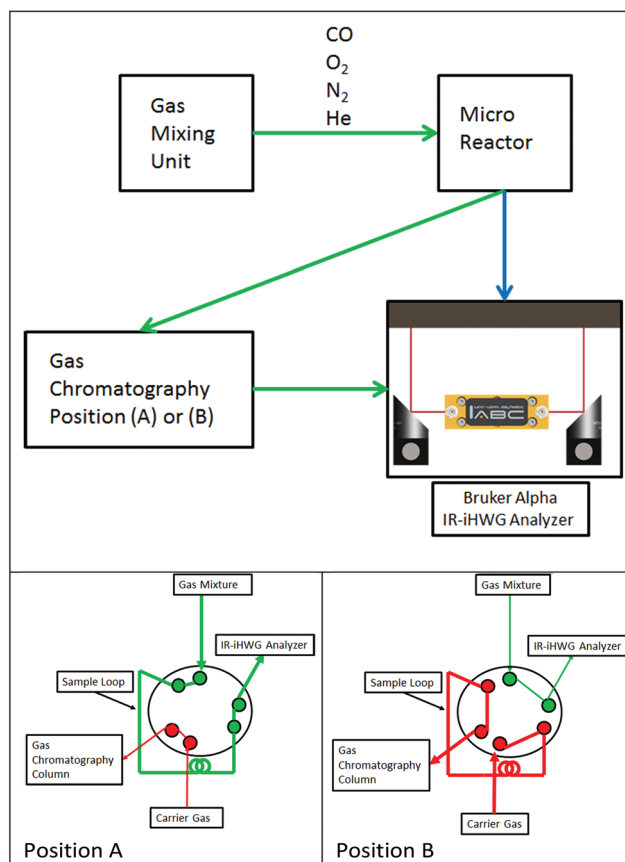 CO
O₂
N₂
He
Gas
Mixing
Unit
Micro
Reactor
Gas
Chromatography
Position (A) or (B)
IABC
Bruker Alpha
IR-iHWG Analyzer
Gas Mixture
IR-iHWG Analyzer
Sample Loop
Gas
Chromatography
Column
Carrier Gas
Position A
Gas Mixture
IR-iHWG Analyzer
Sample Loop
Gas
Chromatography
Column
Carrier Gas
Position B